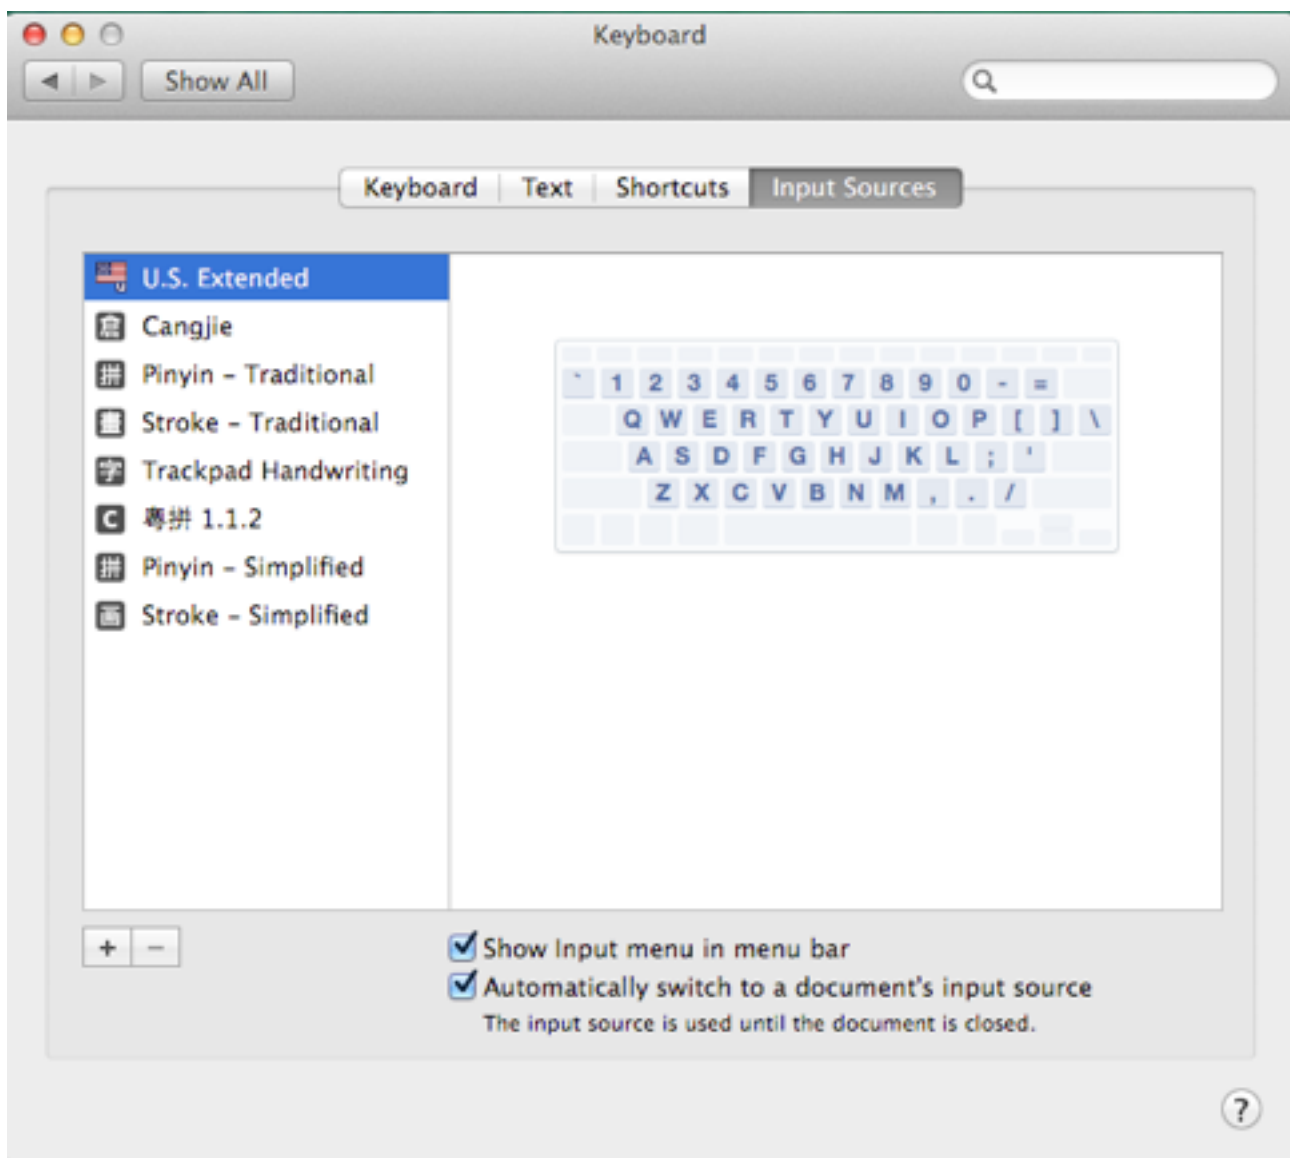 Keyboard
Show All
Keyboard Text Shortcuts Input Sources
U.S. Extended
Cangjie
Pinyin – Traditional
Stroke – Traditional
Trackpad Handwriting
粵拼 1.1.2
Pinyin – Simplified
Stroke – Simplified
` 1 2 3 4 5 6 7 8 9 0 - =
Q W E R T Y U I O P [ ] \
A S D F G H J K L ; '
Z X C V B N M , . /
+ −
Show Input menu in menu bar
Automatically switch to a document's input source
The input source is used until the document is closed.
?